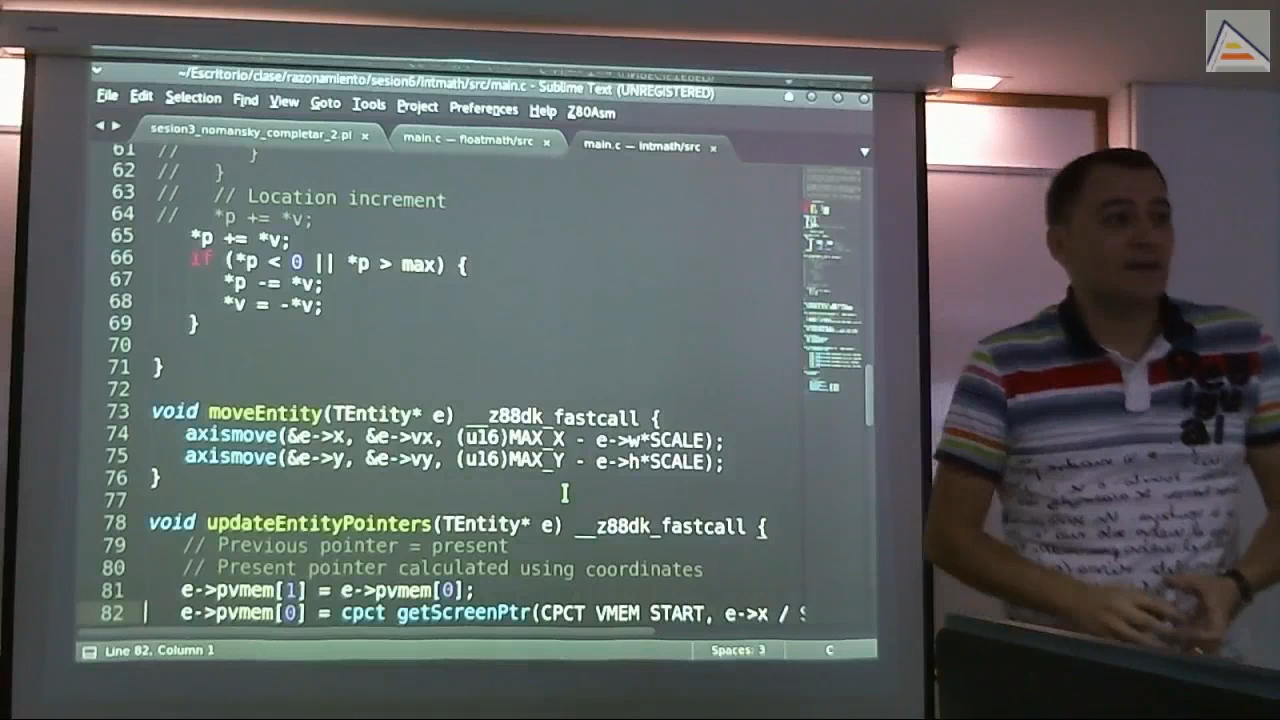 ~/Escritorio/clase/razonamiento/sesion6/intmath/src/main.c - Sublime Text (UNREGISTERED)
File Edit Selection Find View Goto Tools Project Preferences Help Z80Asm
sesion3_nomansky_completar_2.pl × main.c — floatmath/src × main.c — intmath/src ×
61 // }
62 // }
63 // // Location increment
64 // *p += *v;
65 *p += *v;
66 if (*p < 0 || *p > max) {
67 *p -= *v;
68 *v = -*v;
69 }
70
71 }
72
73 void moveEntity(TEntity* e) __z88dk_fastcall {
74 axismove(&e->x, &e->vx, (u16)MAX_X - e->w*SCALE);
75 axismove(&e->y, &e->vy, (u16)MAX_Y - e->h*SCALE);
76 }
77
78 void updateEntityPointers(TEntity* e) __z88dk_fastcall {
79 // Previous pointer = present
80 // Present pointer calculated using coordinates
81 e->pvmem[1] = e->pvmem[0];
82 e->pvmem[0] = cpct_getScreenPtr(CPCT_VMEM_START, e->x / S
Line 82, Column 1 Spaces: 3 C